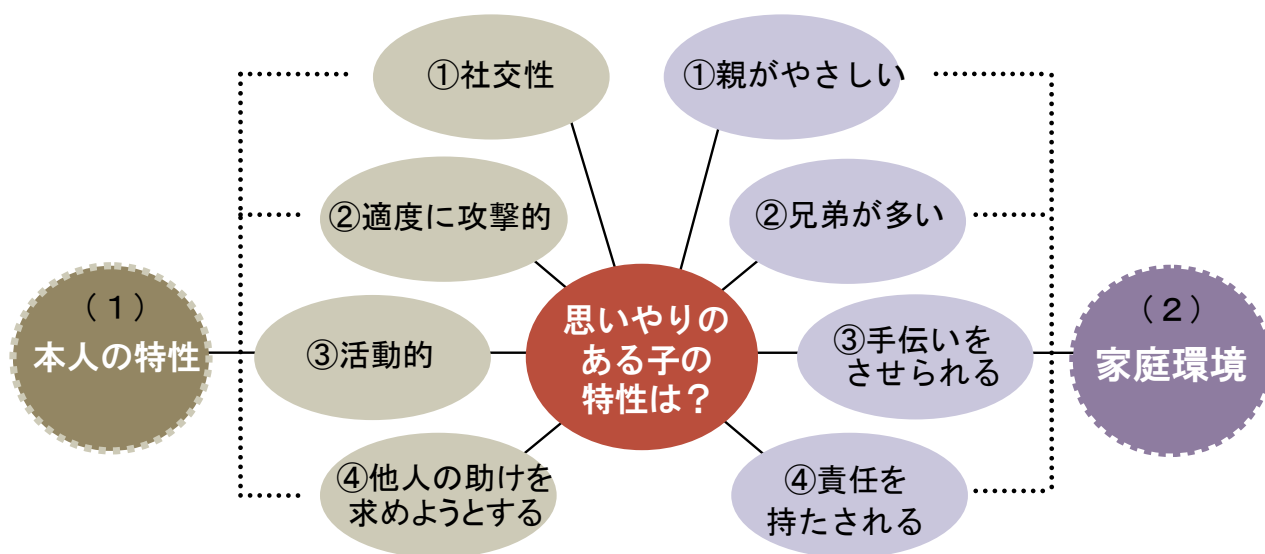 思いやりの
ある子の
特性は？
（１）
本人の特性
①社交性
②適度に攻撃的
③活動的
④他人の助けを
求めようとする
（２）
家庭環境
①親がやさしい
②兄弟が多い
③手伝いを
させられる
④責任を
持たされる